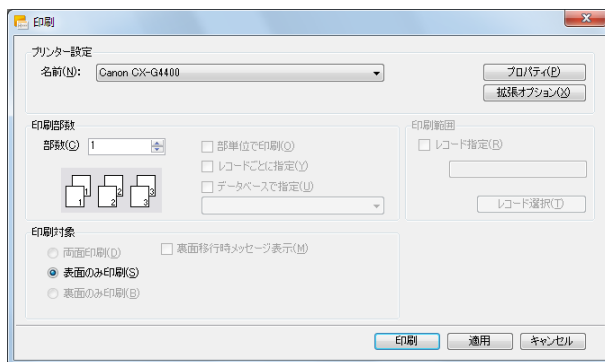 印刷
プリンター設定
名前(N): Canon CX-G4400
プロパティ(P)
拡張オプション(X)
印刷部数
部数(C) 1
1 1 2 2 3 3
部単位で印刷(O)
レコードごとに指定(Y)
データベースで指定(U)
印刷範囲
レコード指定(R)
レコード選択(T)
印刷対象
両面印刷(D)
裏面移行時メッセージ表示(M)
表面のみ印刷(S)
裏面のみ印刷(B)
印刷 適用 キャンセル